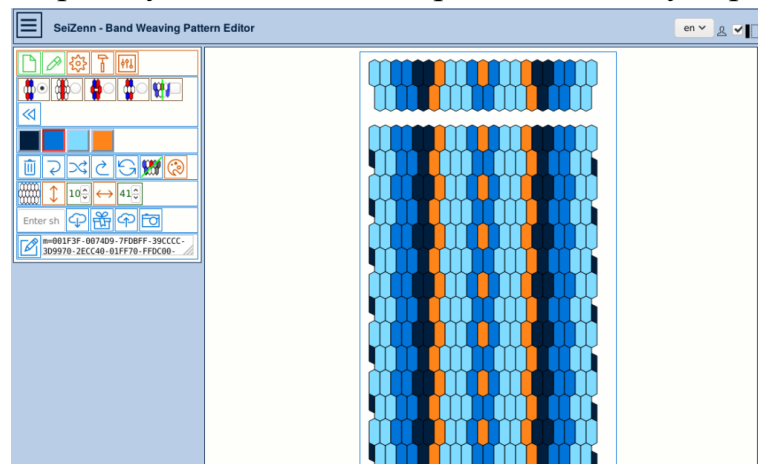 SeiZenn - Band Weaving Pattern Editor
en
10
41
Enter sh
m=001F3F-0074D9-7FDBFF-39CCCC-
3D9970-2ECC40-01FF70-FFDC00-